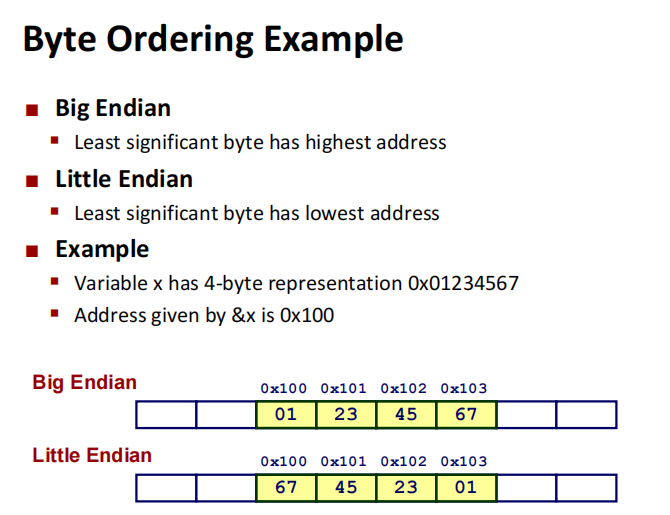 Byte Ordering Example
Big Endian
Least significant byte has highest address
Little Endian
Least significant byte has lowest address
Example
Variable x has 4-byte representation 0x01234567
Address given by &x is 0x100
Big Endian
0x100 0x101 0x102 0x103
01 23 45 67
Little Endian
0x100 0x101 0x102 0x103
67 45 23 01